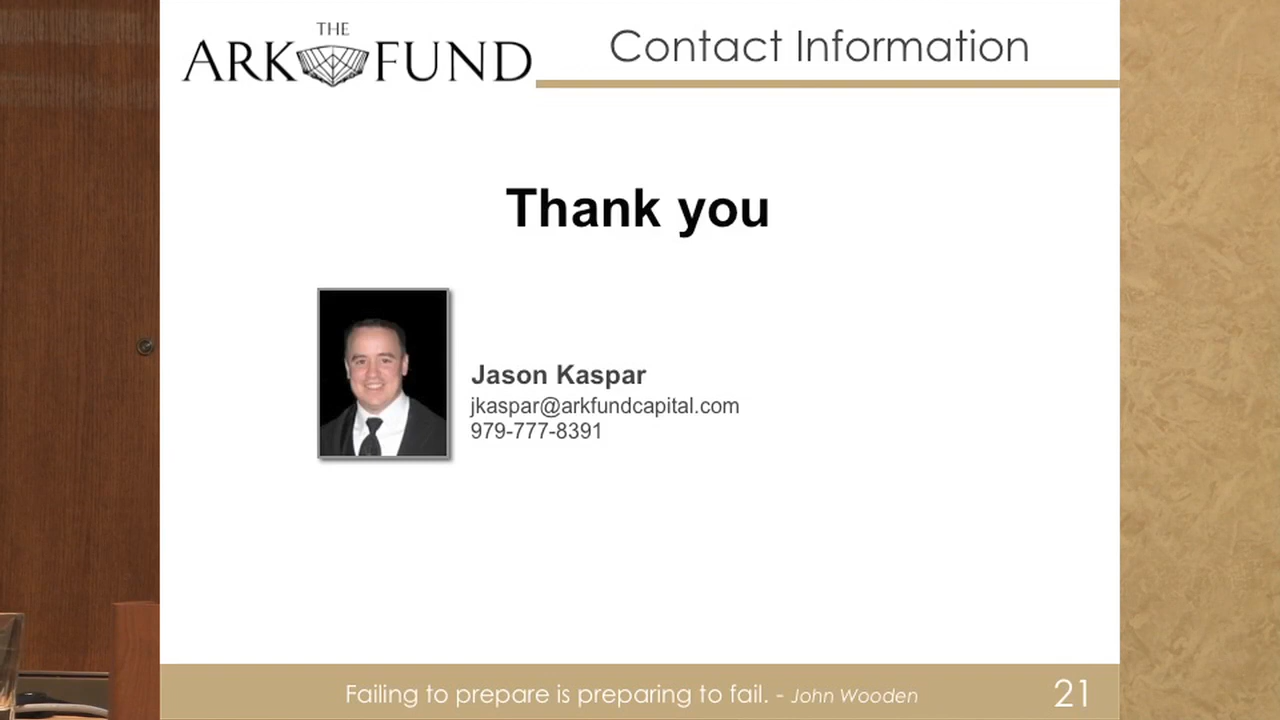 THE
ARK FUND
Contact Information
Thank you
Jason Kaspar
jkaspar@arkfundcapital.com
979-777-8391
Failing to prepare is preparing to fail. - John Wooden
21